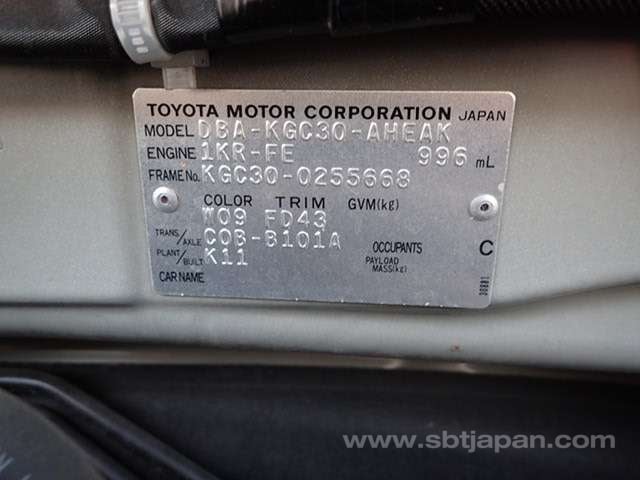 TOYOTA MOTOR CORPORATION JAPAN
MODEL DBA-KGC30-AHEAK
ENGINE 1KR-FE 996 mL
FRAME No. KGC30-0255668
COLOR TRIM GVM(kg)
W09 FD43
TRANS/AXLE C0B-B101A OCCUPANTS C
PLANT/BUILT K11 PAYLOAD MASS(kg)
CAR NAME
www.sbtjapan.com